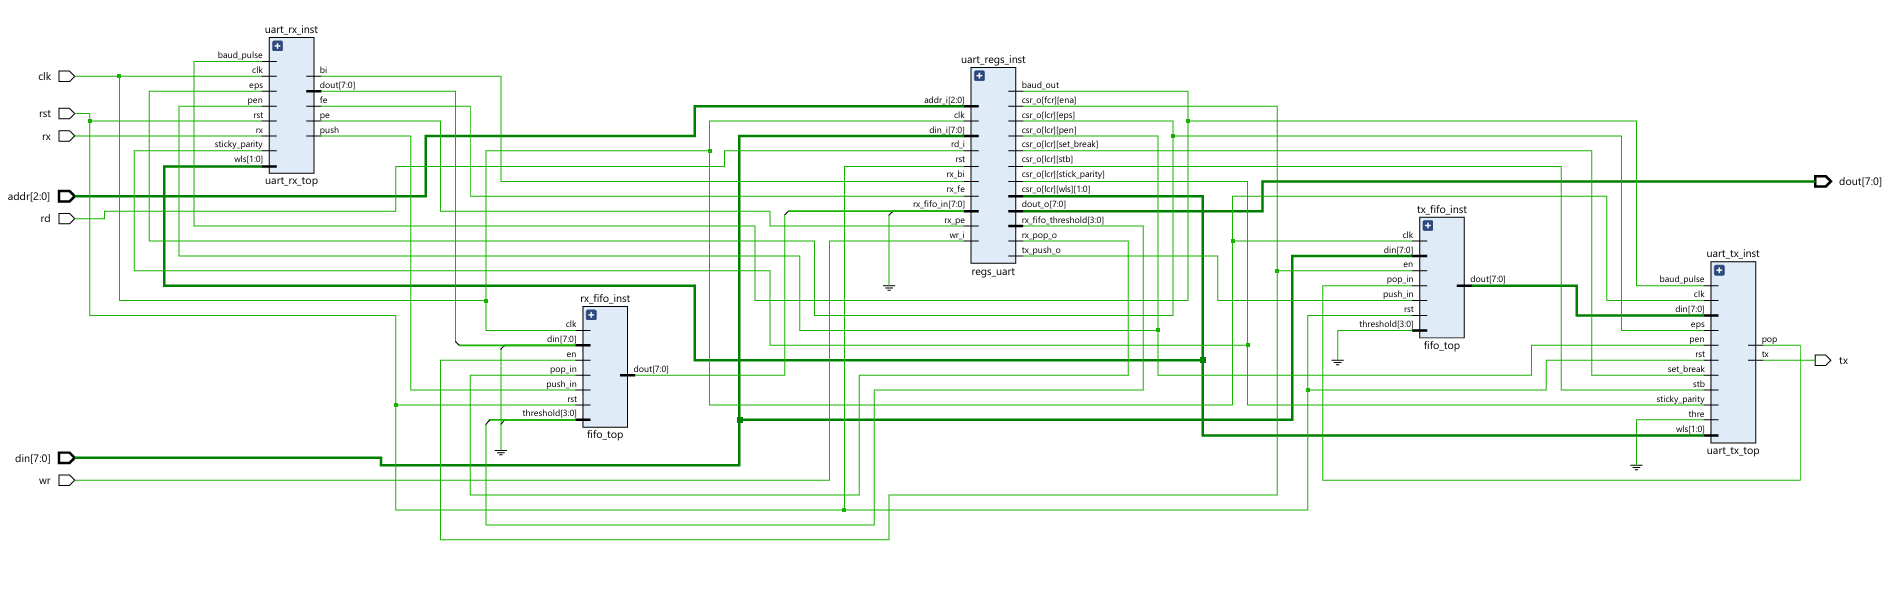 clk
rst
rx
addr[2:0]
rd
din[7:0]
wr
uart_rx_inst
baud_pulse
clk
eps
pen
rst
rx
sticky_parity
wls[1:0]
bi
dout[7:0]
fe
pe
push
uart_rx_top
rx_fifo_inst
clk
din[7:0]
en
pop_in
push_in
rst
threshold[3:0]
dout[7:0]
fifo_top
uart_regs_inst
addr_i[2:0]
clk
din_i[7:0]
rd_i
rst
rx_bi
rx_fe
rx_fifo_in[7:0]
rx_pe
wr_i
baud_out
csr_o[fcr][ena]
csr_o[lcr][eps]
csr_o[lcr][pen]
csr_o[lcr][set_break]
csr_o[lcr][stb]
csr_o[lcr][stick_parity]
csr_o[lcr][wls][1:0]
dout_o[7:0]
rx_fifo_threshold[3:0]
rx_pop_o
tx_push_o
regs_uart
tx_fifo_inst
clk
din[7:0]
en
pop_in
push_in
rst
threshold[3:0]
dout[7:0]
fifo_top
uart_tx_inst
baud_pulse
clk
din[7:0]
eps
pen
rst
set_break
stb
sticky_parity
thre
wls[1:0]
pop
tx
uart_tx_top
dout[7:0]
tx